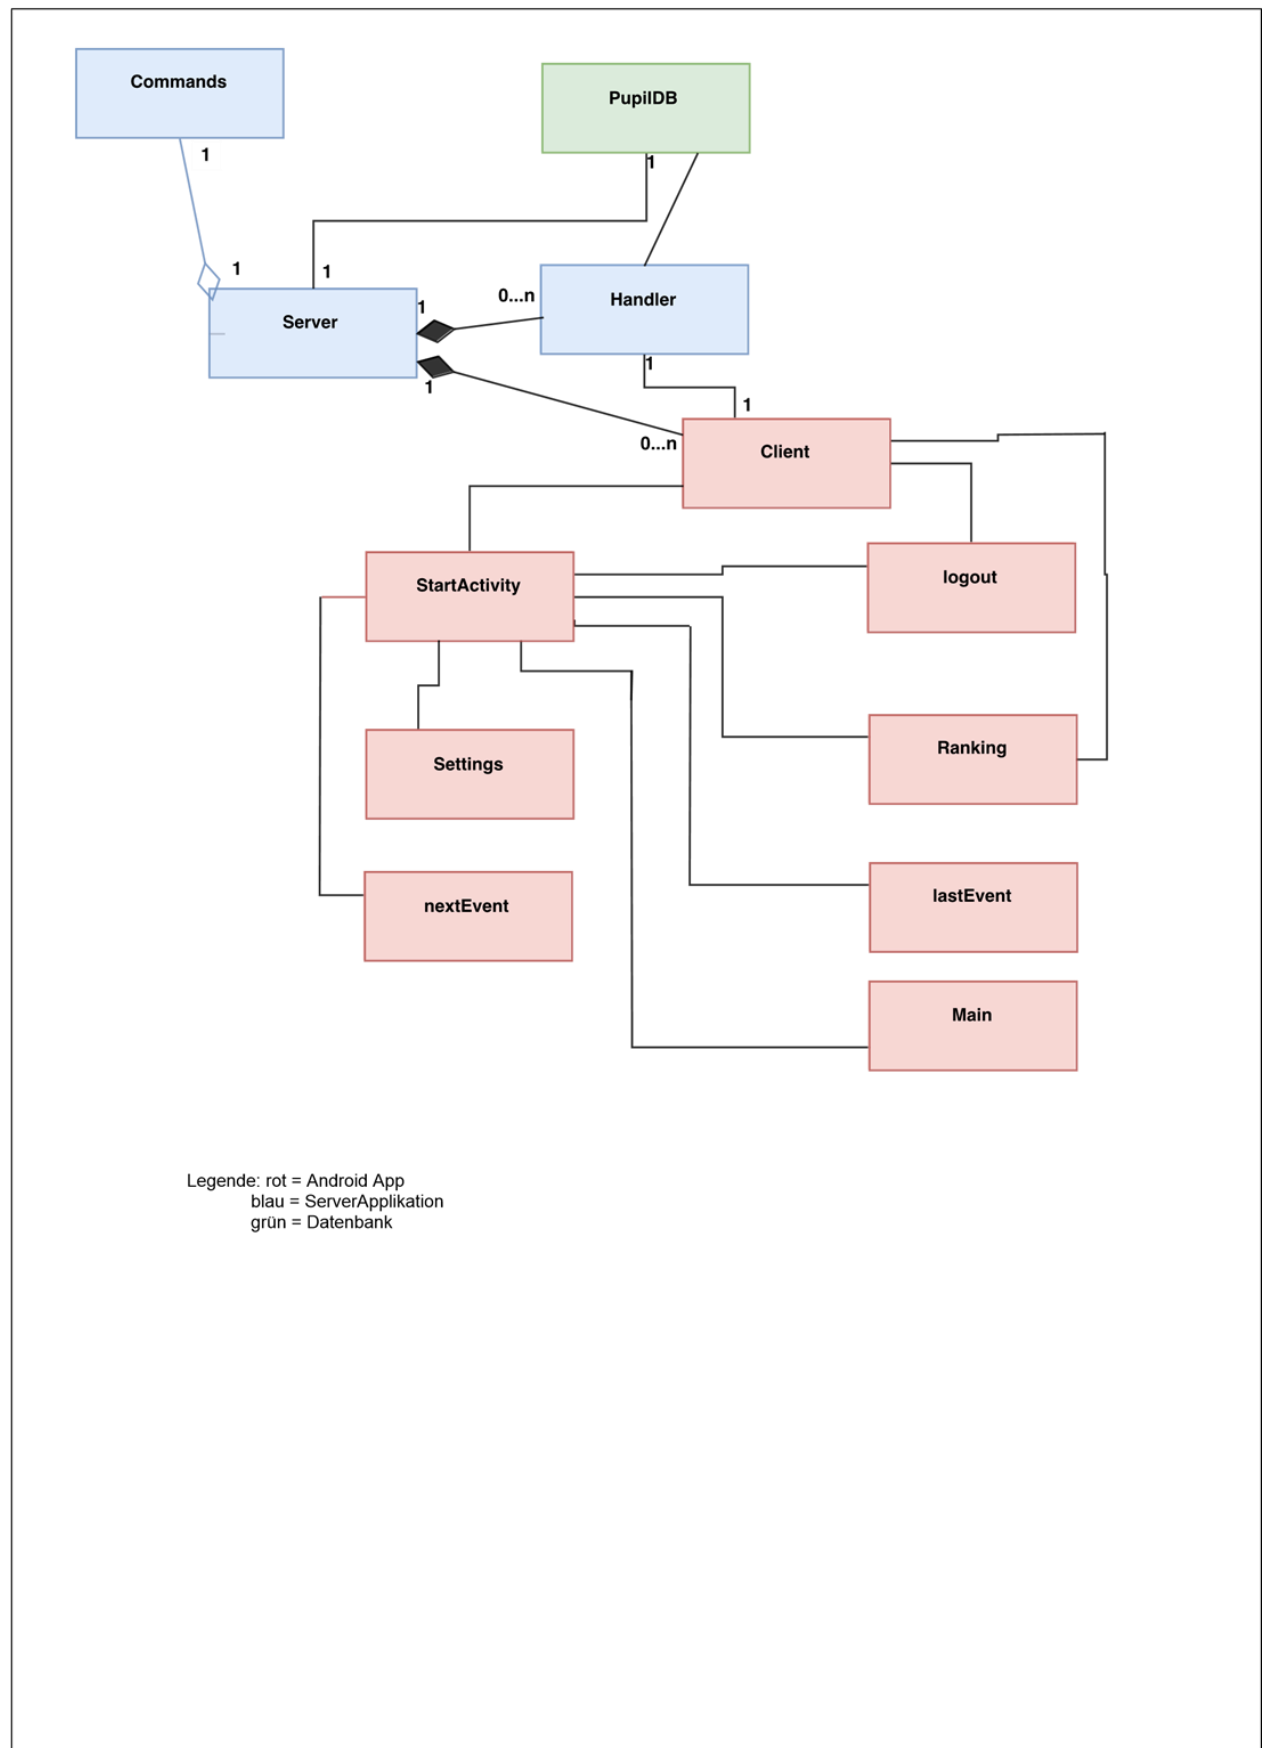 Commands
PupilDB
1
1
1
1
1
0...n
Handler
Server
1
1
1
0...n
Client
StartActivity
logout
Settings
Ranking
nextEvent
lastEvent
Main
Legende: rot = Android App
blau = ServerApplikation
grün = Datenbank